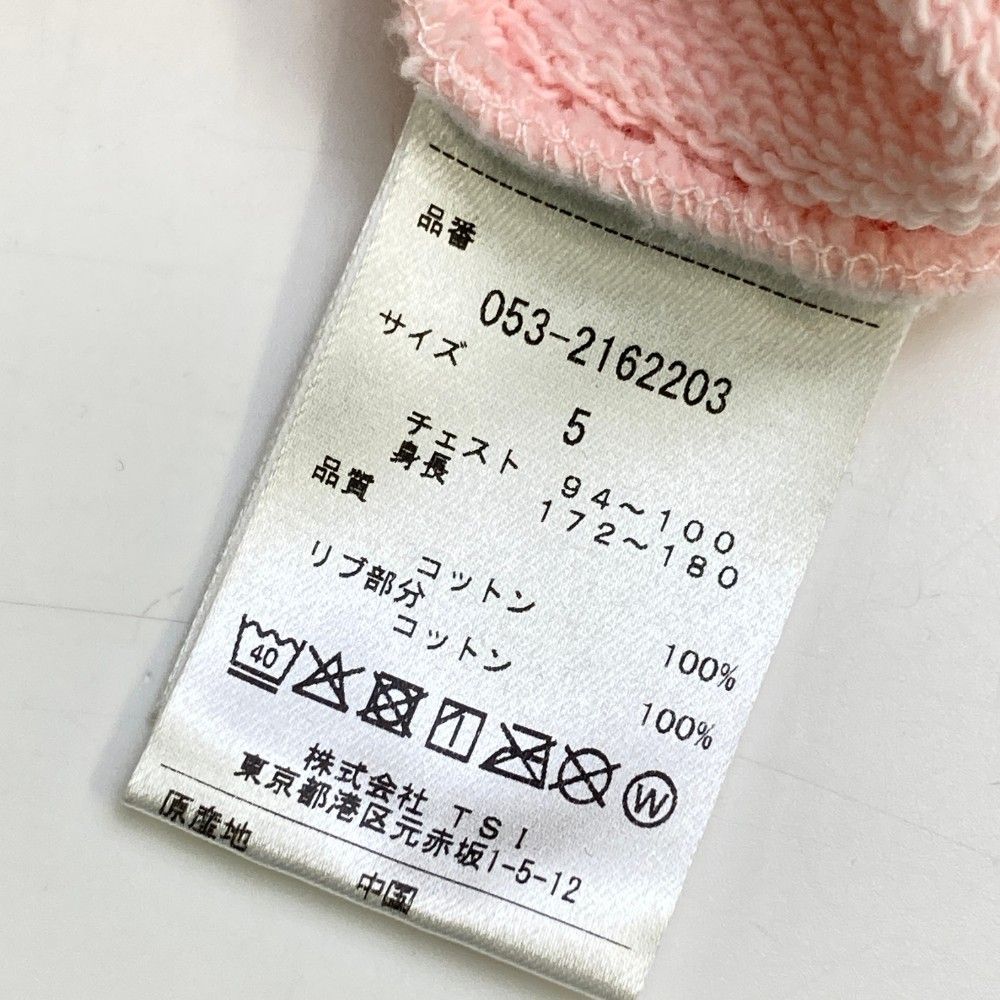 品番
053-2162203
サイズ
5
チェスト 94～100
身長 172～180
品質
コットン 100%
リブ部分
コットン 100%
40
W
株式会社 TSI
東京都港区元赤坂1-5-12
原産地
中国